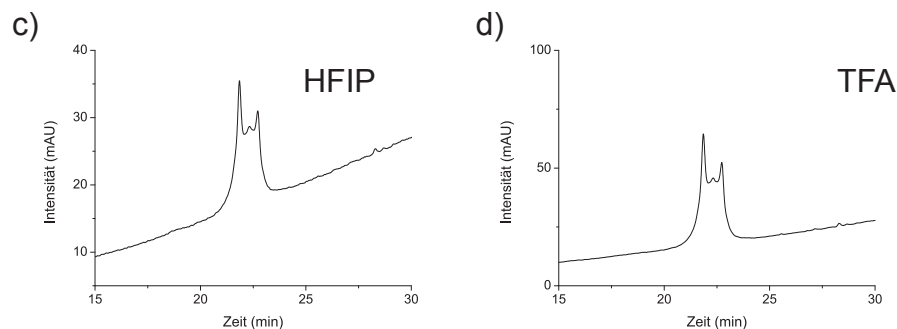 c)
HFIP
Intensität (mAU)
40
30
20
10
15
20
25
30
Zeit (min)
d)
TFA
Intensität (mAU)
100
50
0
15
20
25
30
Zeit (min)